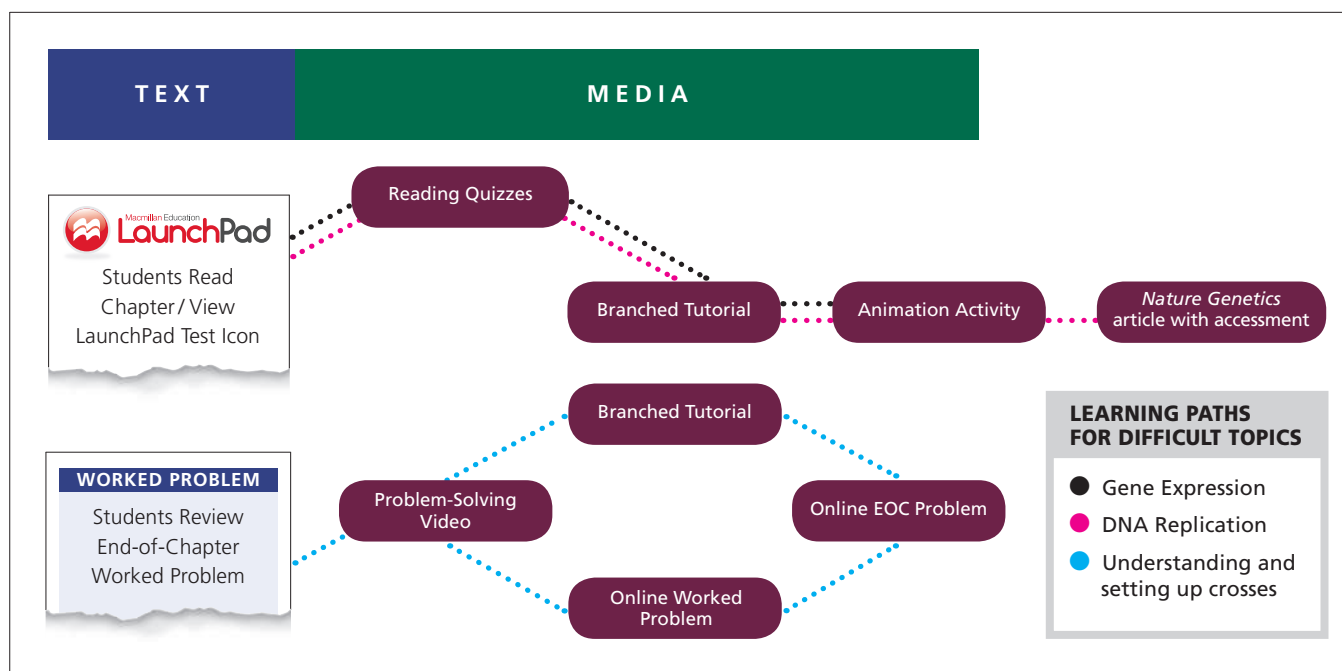 TEXT
MEDIA
Reading Quizzes
Macmillan Education
LaunchPad
Students Read
Chapter / View
LaunchPad Test Icon
Branched Tutorial
Animation Activity
Nature Genetics
article with accessment
Branched Tutorial
WORKED PROBLEM
Students Review
End-of-Chapter
Worked Problem
Problem-Solving
Video
Online EOC Problem
Online Worked
Problem
LEARNING PATHS
FOR DIFFICULT TOPICS
Gene Expression
DNA Replication
Understanding and
setting up crosses